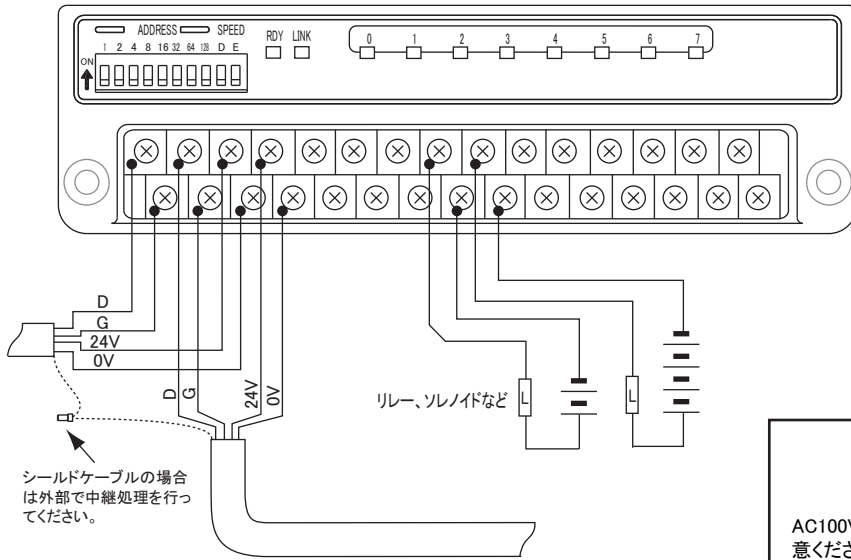 ADDRESS SPEED
1 2 4 8 16 32 64 128 D E
ON
RDY LINK
0 1 2 3 4 5 6 7
D
G
24V
0V
D G 24V 0V
リレー、ソレノイドなど
L
L
シールドケーブルの場合
は外部で中継処理を行っ
てください。
AC100V
意くださ